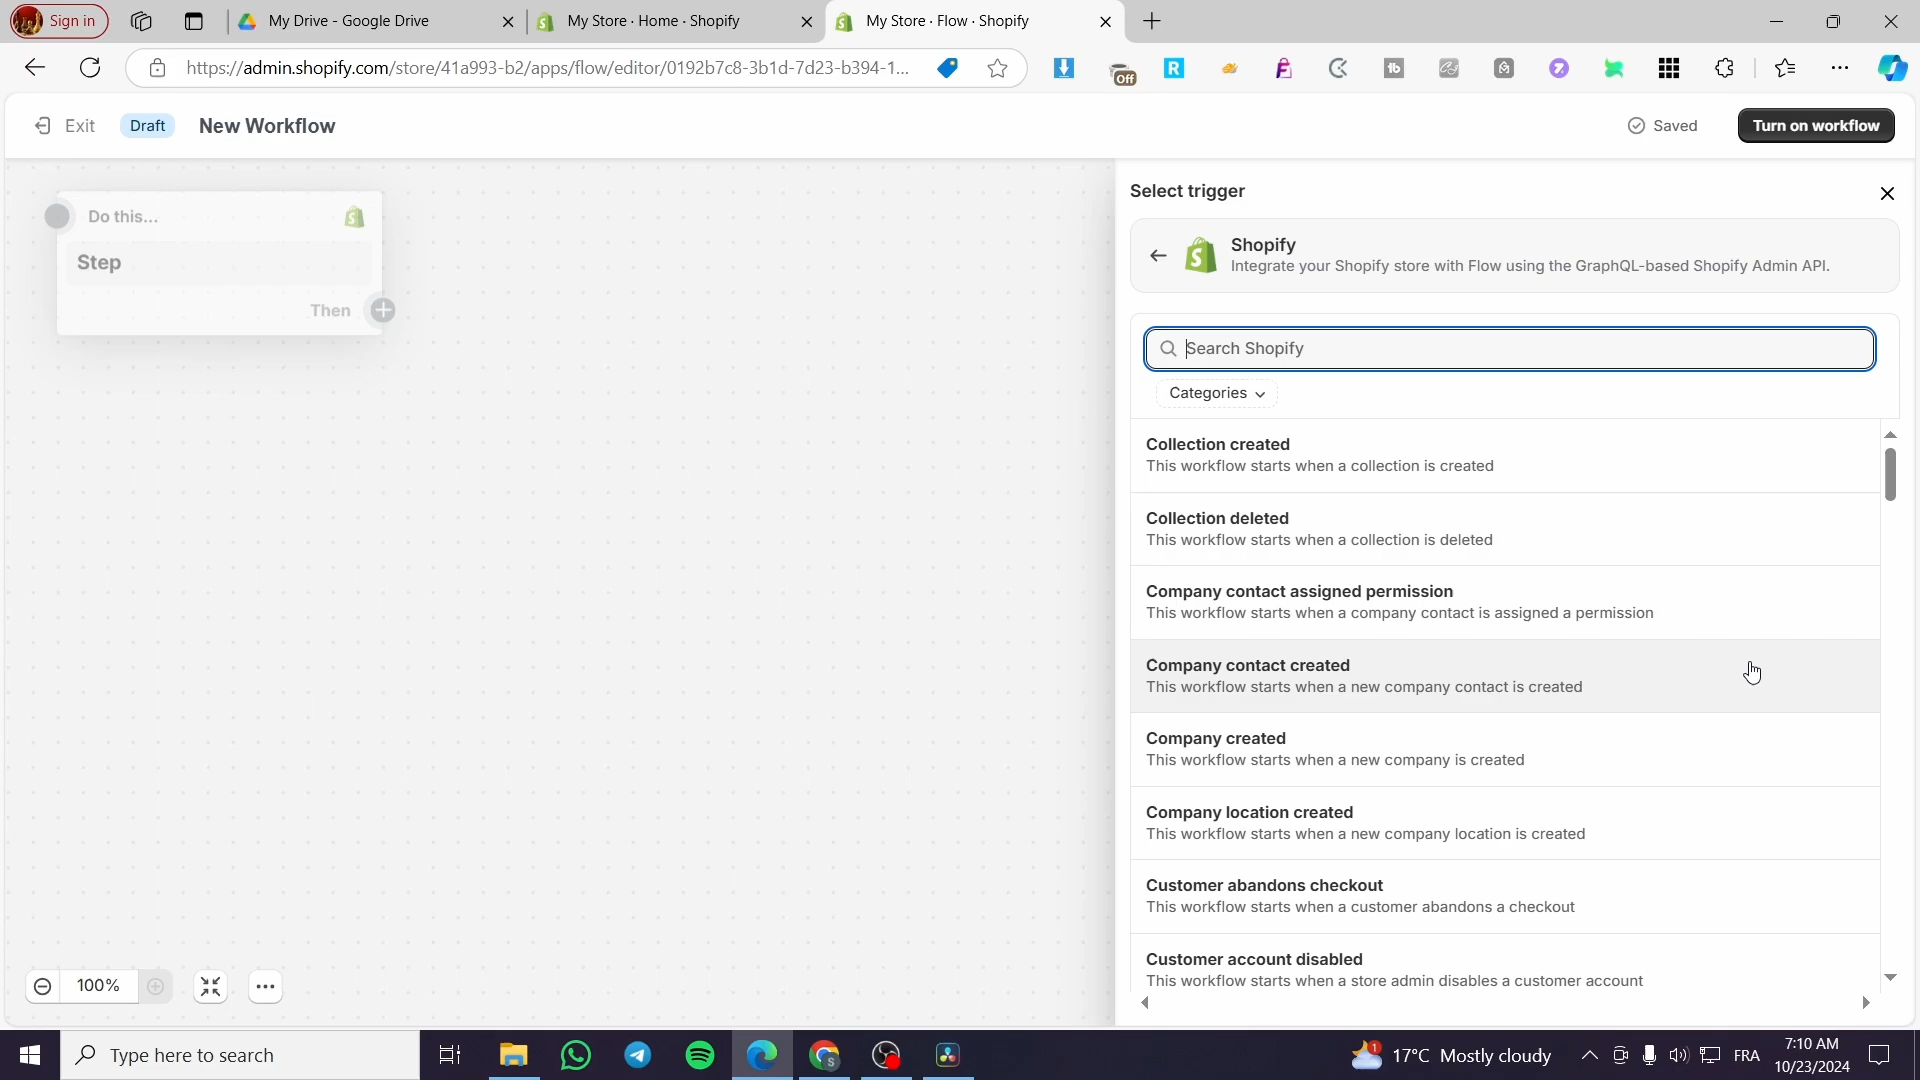 Sign in
My Drive - Google Drive
My Store · Home · Shopify
My Store · Flow · Shopify
https://admin.shopify.com/store/41a993-b2/apps/flow/editor/0192b7c8-3b1d-7d23-b394-1...
Off
Exit
Draft
New Workflow
Saved
Turn on workflow
Do this...
Step
Then
Select trigger
Shopify
Integrate your Shopify store with Flow using the GraphQL-based Shopify Admin API.
Search Shopify
Categories
Collection created
This workflow starts when a collection is created
Collection deleted
This workflow starts when a collection is deleted
Company contact assigned permission
This workflow starts when a company contact is assigned a permission
Company contact created
This workflow starts when a new company contact is created
Company created
This workflow starts when a new company is created
Company location created
This workflow starts when a new company location is created
Customer abandons checkout
This workflow starts when a customer abandons a checkout
Customer account disabled
This workflow starts when a store admin disables a customer account
100%
Type here to search
1
17°C Mostly cloudy
FRA
7:10 AM
10/23/2024